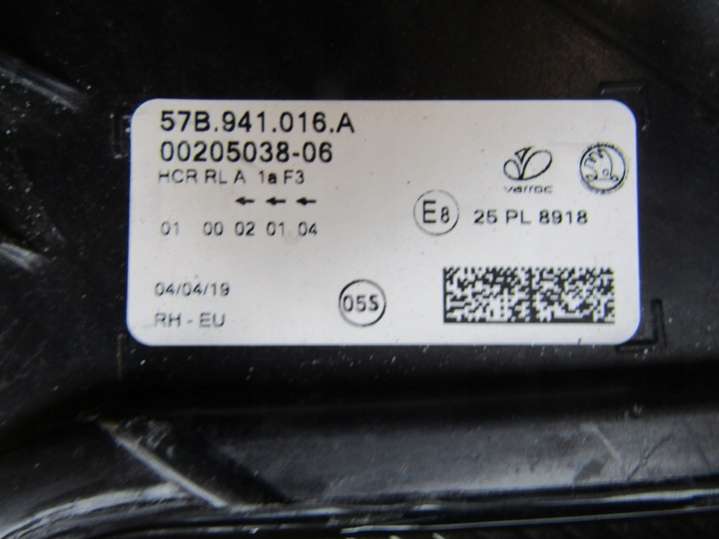 57B.941.016.A
00205038-06
HCR RL A 1a F3
varroc
E8 25 PL 8918
01 00 02 01 04
04/04/19
05S
RH - EU